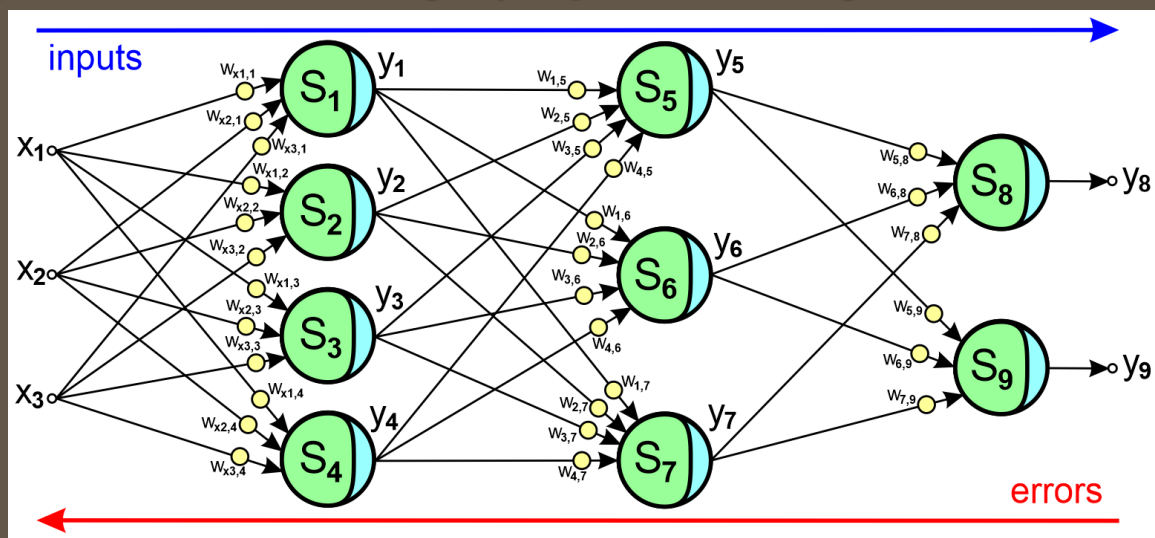 inputs
x1
x2
x3
wx1,1
wx2,1
wx3,1
wx1,2
wx2,2
wx3,2
wx1,3
wx2,3
wx3,3
wx1,4
wx2,4
wx3,4
S1
y1
S2
y2
S3
y3
S4
y4
w1,5
w2,5
w3,5
w4,5
w1,6
w2,6
w3,6
w4,6
w1,7
w2,7
w3,7
w4,7
S5
y5
S6
y6
S7
y7
w5,8
w6,8
w7,8
w5,9
w6,9
w7,9
S8
y8
S9
y9
errors